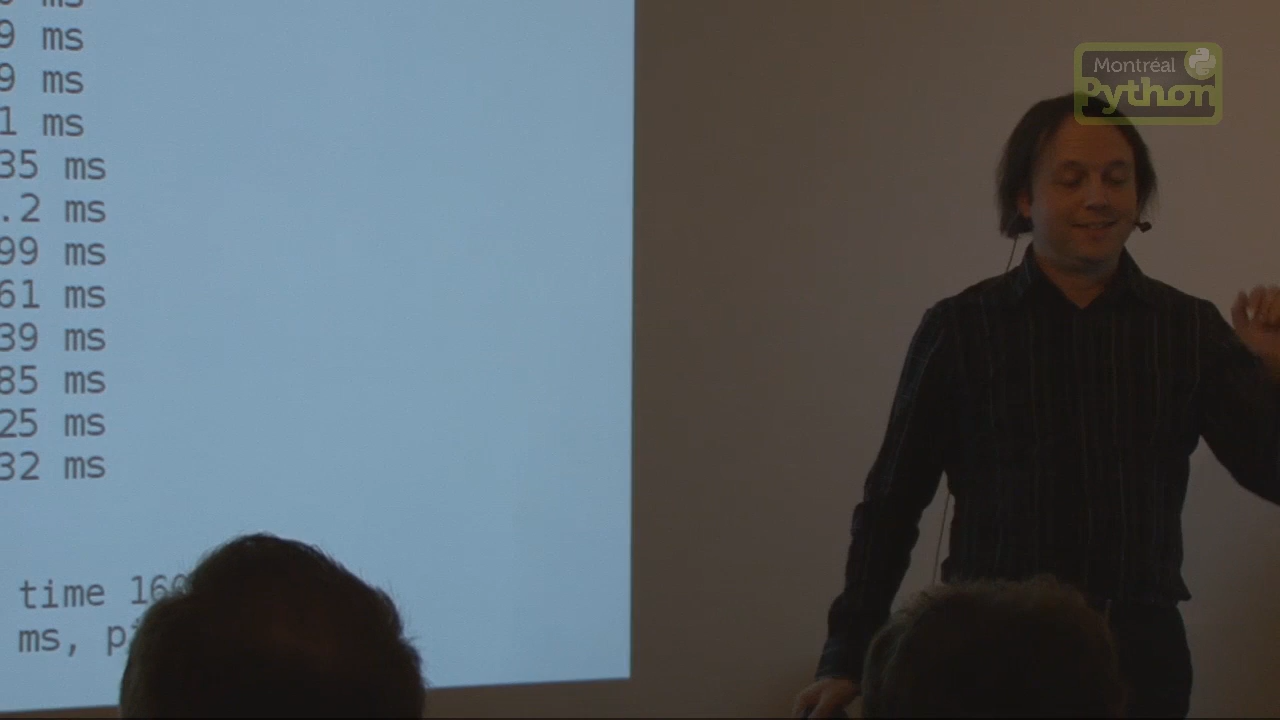 9 ms
9 ms
1 ms
35 ms
.2 ms
99 ms
61 ms
39 ms
85 ms
25 ms
32 ms
time 160
ms, p
Montréal
Python